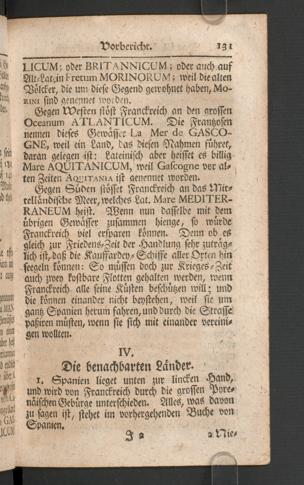 Vorbericht. 131
LICUM; oder BRITANNICUM; oder auch auf
Alt-Latein Fretum MORINORUM; weil die alten
Völcker, die um diese Gegend gewohnet haben, Mo-
RINI sind genennet worden.
Gegen Westen stöst Franckreich an den grossen
Oceanum ATLANTICUM. Die Frantzosen
nennen dieses Gewässer La Mer de GASCO-
GNE, weil ein Land, das diesen Nahmen führet,
daran gelegen ist: Lateinisch aber heisset es billig
Mare AQUITANICUM, weil Gascogne vor al-
ten Zeiten AQUITANIA ist genennet worden.
Gegen Süden stösset Franckreich an das Mit-
telländische Meer, welches Lat. Mare MEDITER-
RANEUM heist. Wenn nun dasselbe mit dem
übrigen Gewässer zusammen hienge, so würde
Franckreich viel ersparen können. Denn ob es
gleich zur Friedens-Zeit der Handlung sehr zuträg-
lich ist, daß die Kauffardey-Schiffe aller Orten hin
seegeln können: So müssen doch zur Krieges-Zeit
auch zwey kostbare Flotten gehalten werden, wenn
Franckreich alle seine Küsten beschützen will; und
die können einander nicht beystehen, weil sie um
gantz Spanien herum fahren, und durch die Strasse
paßiren müsten, wenn sie sich mit einander vereini-
gen wollten.
IV.
Die benachbarten Länder.
1. Spanien lieget unten zur lincken Hand,
und wird von Franckreich durch die grossen Pyre-
näischen Gebürge unterschieden. Alles, was davon
zu sagen ist, stehet im vorhergehenden Buche von
Spanien.
J 2 2. Nie-